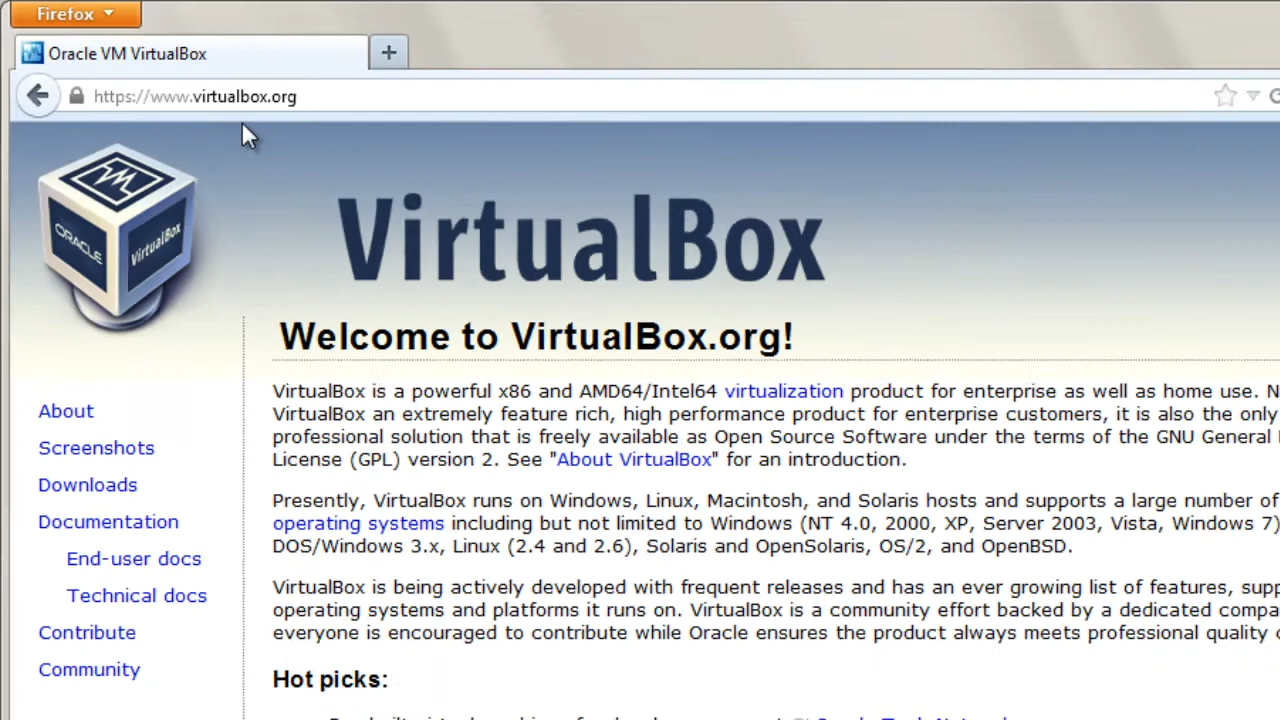 Firefox
Oracle VM VirtualBox
https://www.virtualbox.org
ORACLE
VirtualBox
VirtualBox
Welcome to VirtualBox.org!
VirtualBox is a powerful x86 and AMD64/Intel64 virtualization product for enterprise as well as home use. N
VirtualBox an extremely feature rich, high performance product for enterprise customers, it is also the only
professional solution that is freely available as Open Source Software under the terms of the GNU General
License (GPL) version 2. See "About VirtualBox" for an introduction.
Presently, VirtualBox runs on Windows, Linux, Macintosh, and Solaris hosts and supports a large number of
operating systems including but not limited to Windows (NT 4.0, 2000, XP, Server 2003, Vista, Windows 7)
DOS/Windows 3.x, Linux (2.4 and 2.6), Solaris and OpenSolaris, OS/2, and OpenBSD.
VirtualBox is being actively developed with frequent releases and has an ever growing list of features, supp
operating systems and platforms it runs on. VirtualBox is a community effort backed by a dedicated compa
everyone is encouraged to contribute while Oracle ensures the product always meets professional quality
Hot picks:
About
Screenshots
Downloads
Documentation
End-user docs
Technical docs
Contribute
Community